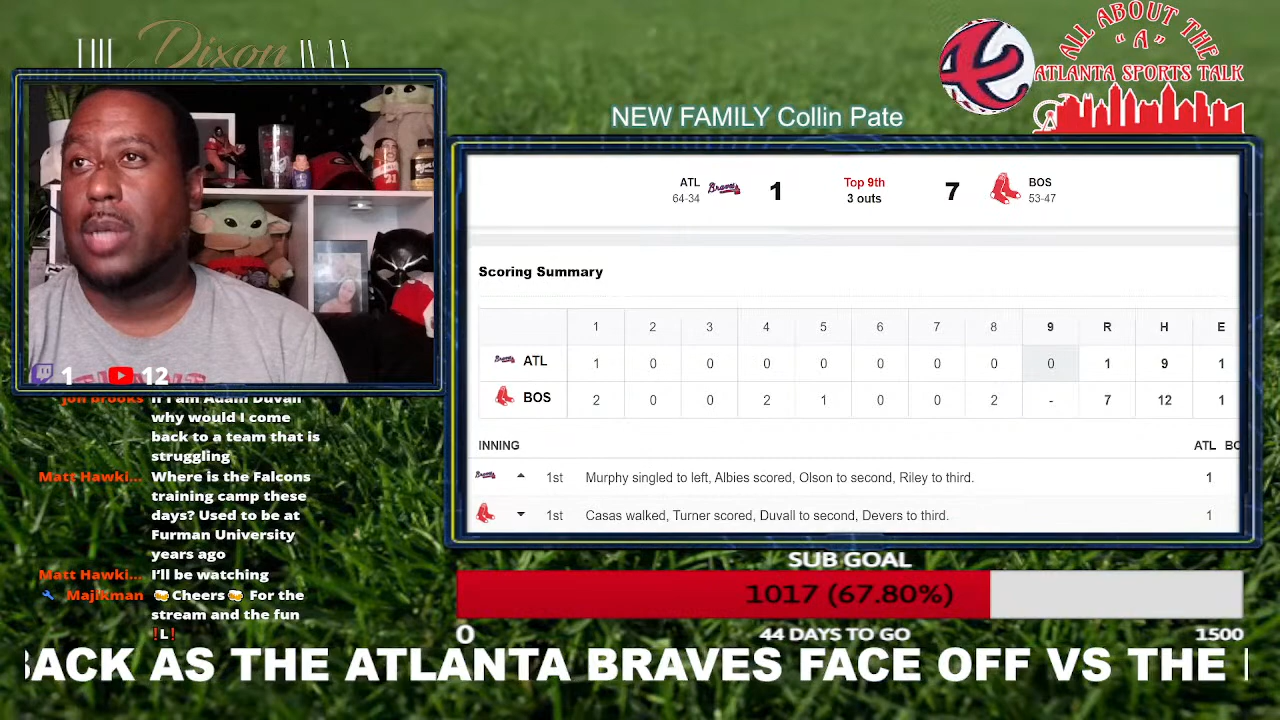 Dixon
ALL ABOUT THE
"A"
ATLANTA SPORTS TALK
NEW FAMILY Collin Pate
ATL
64-34
Braves
1
Top 9th
3 outs
7
BOS
53-47
Scoring Summary
1 2 3 4 5 6 7 8 9 R H E
Braves ATL 1 0 0 0 0 0 0 0 0 1 9 1
BOS 2 0 0 2 1 0 0 2 - 7 12 1
INNING ATL BO
Braves 1st Murphy singled to left, Albies scored, Olson to second, Riley to third. 1
1st Casas walked, Turner scored, Duvall to second, Devers to third. 1
1 12
jon brooks If I am Adam Duvall
why would I come
back to a team that is
struggling
Matt Hawki... Where is the Falcons
training camp these
days? Used to be at
Furman University
years ago
Matt Hawki... I'll be watching
Majikman 🍻Cheers🍻 For the
stream and the fun
❗L❗
SUB GOAL
1017 (67.80%)
0 44 DAYS TO GO 1500
BACK AS THE ATLANTA BRAVES FACE OFF VS THE